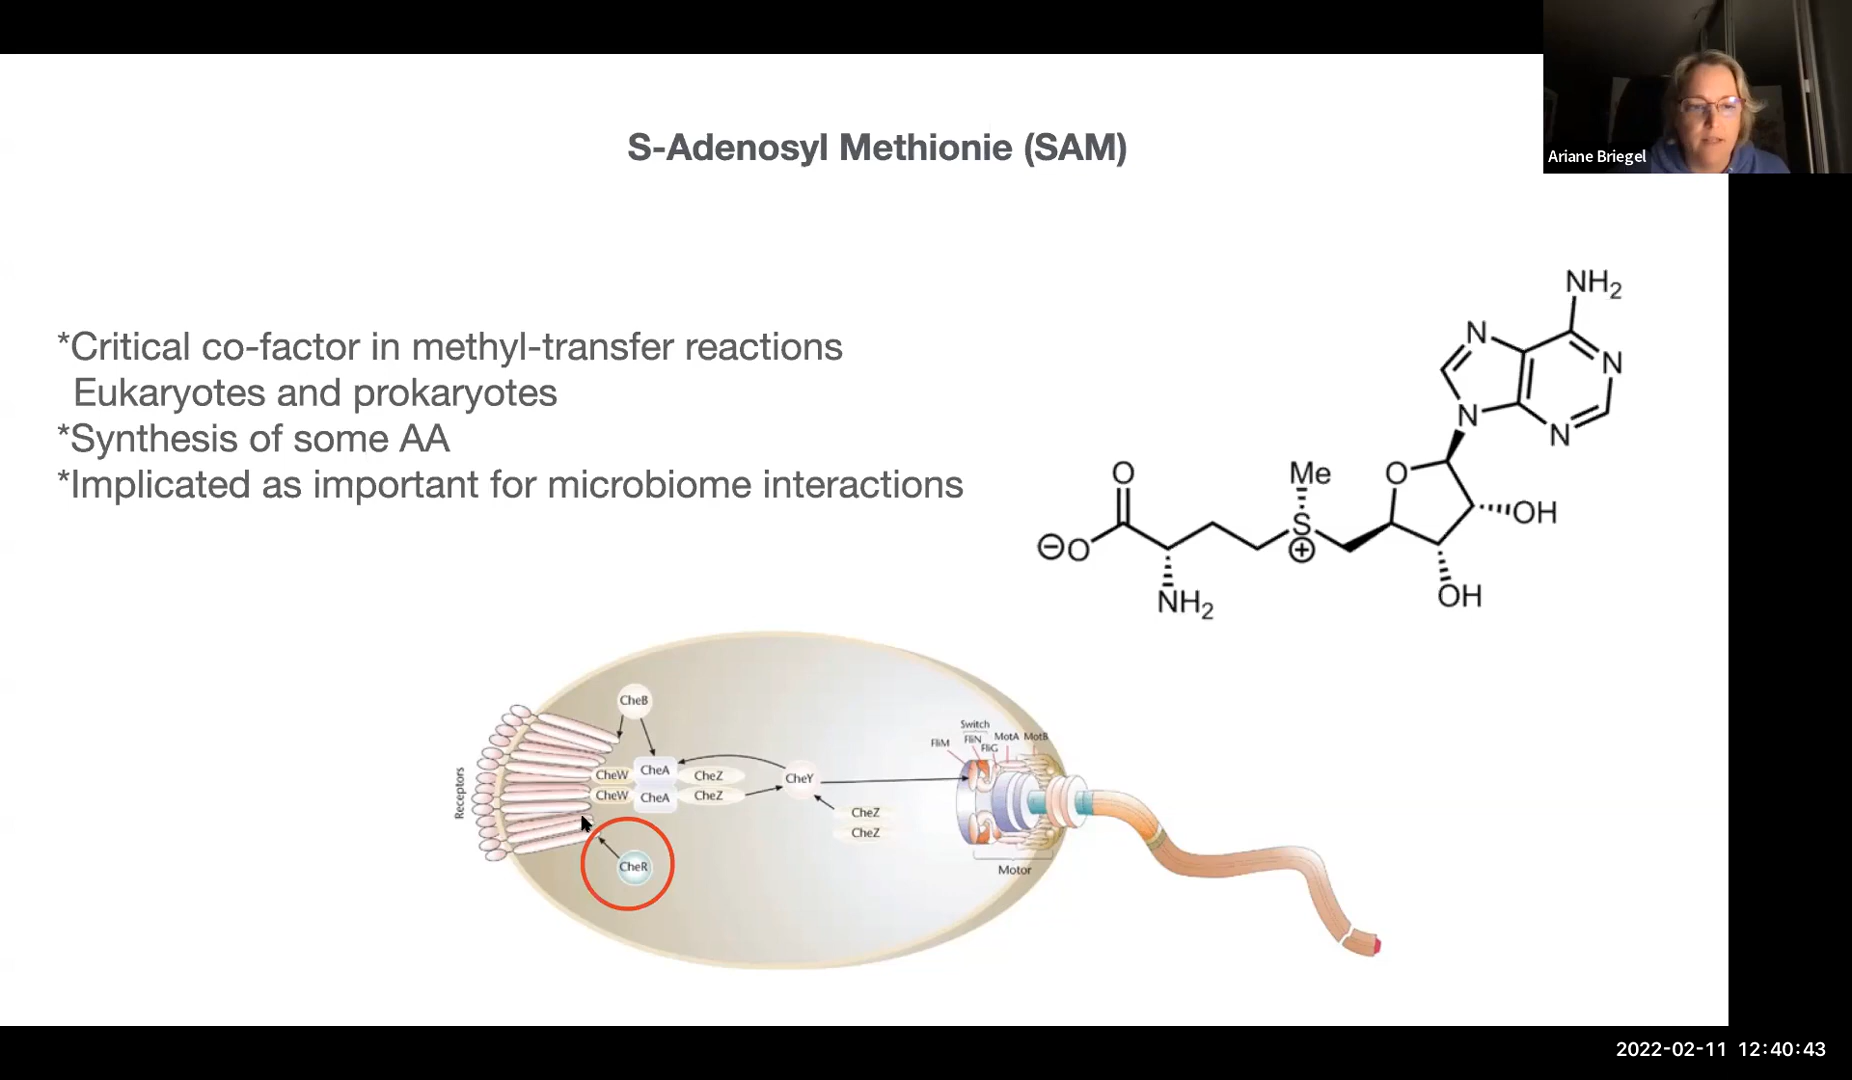 Ariane Briegel
S-Adenosyl Methionie (SAM)
*Critical co-factor in methyl-transfer reactions
Eukaryotes and prokaryotes
*Synthesis of some AA
*Implicated as important for microbiome interactions
NH2
N
N
N
N
Me
O
O
S
⊕
OH
⊖O
NH2
OH
CheB
Receptors
CheW
CheA
CheZ
CheY
CheW
CheA
CheZ
CheZ
CheZ
CheR
Switch
FliM
FliN
FliG
MotA
MotB
Motor
2022-02-11 12:40:43